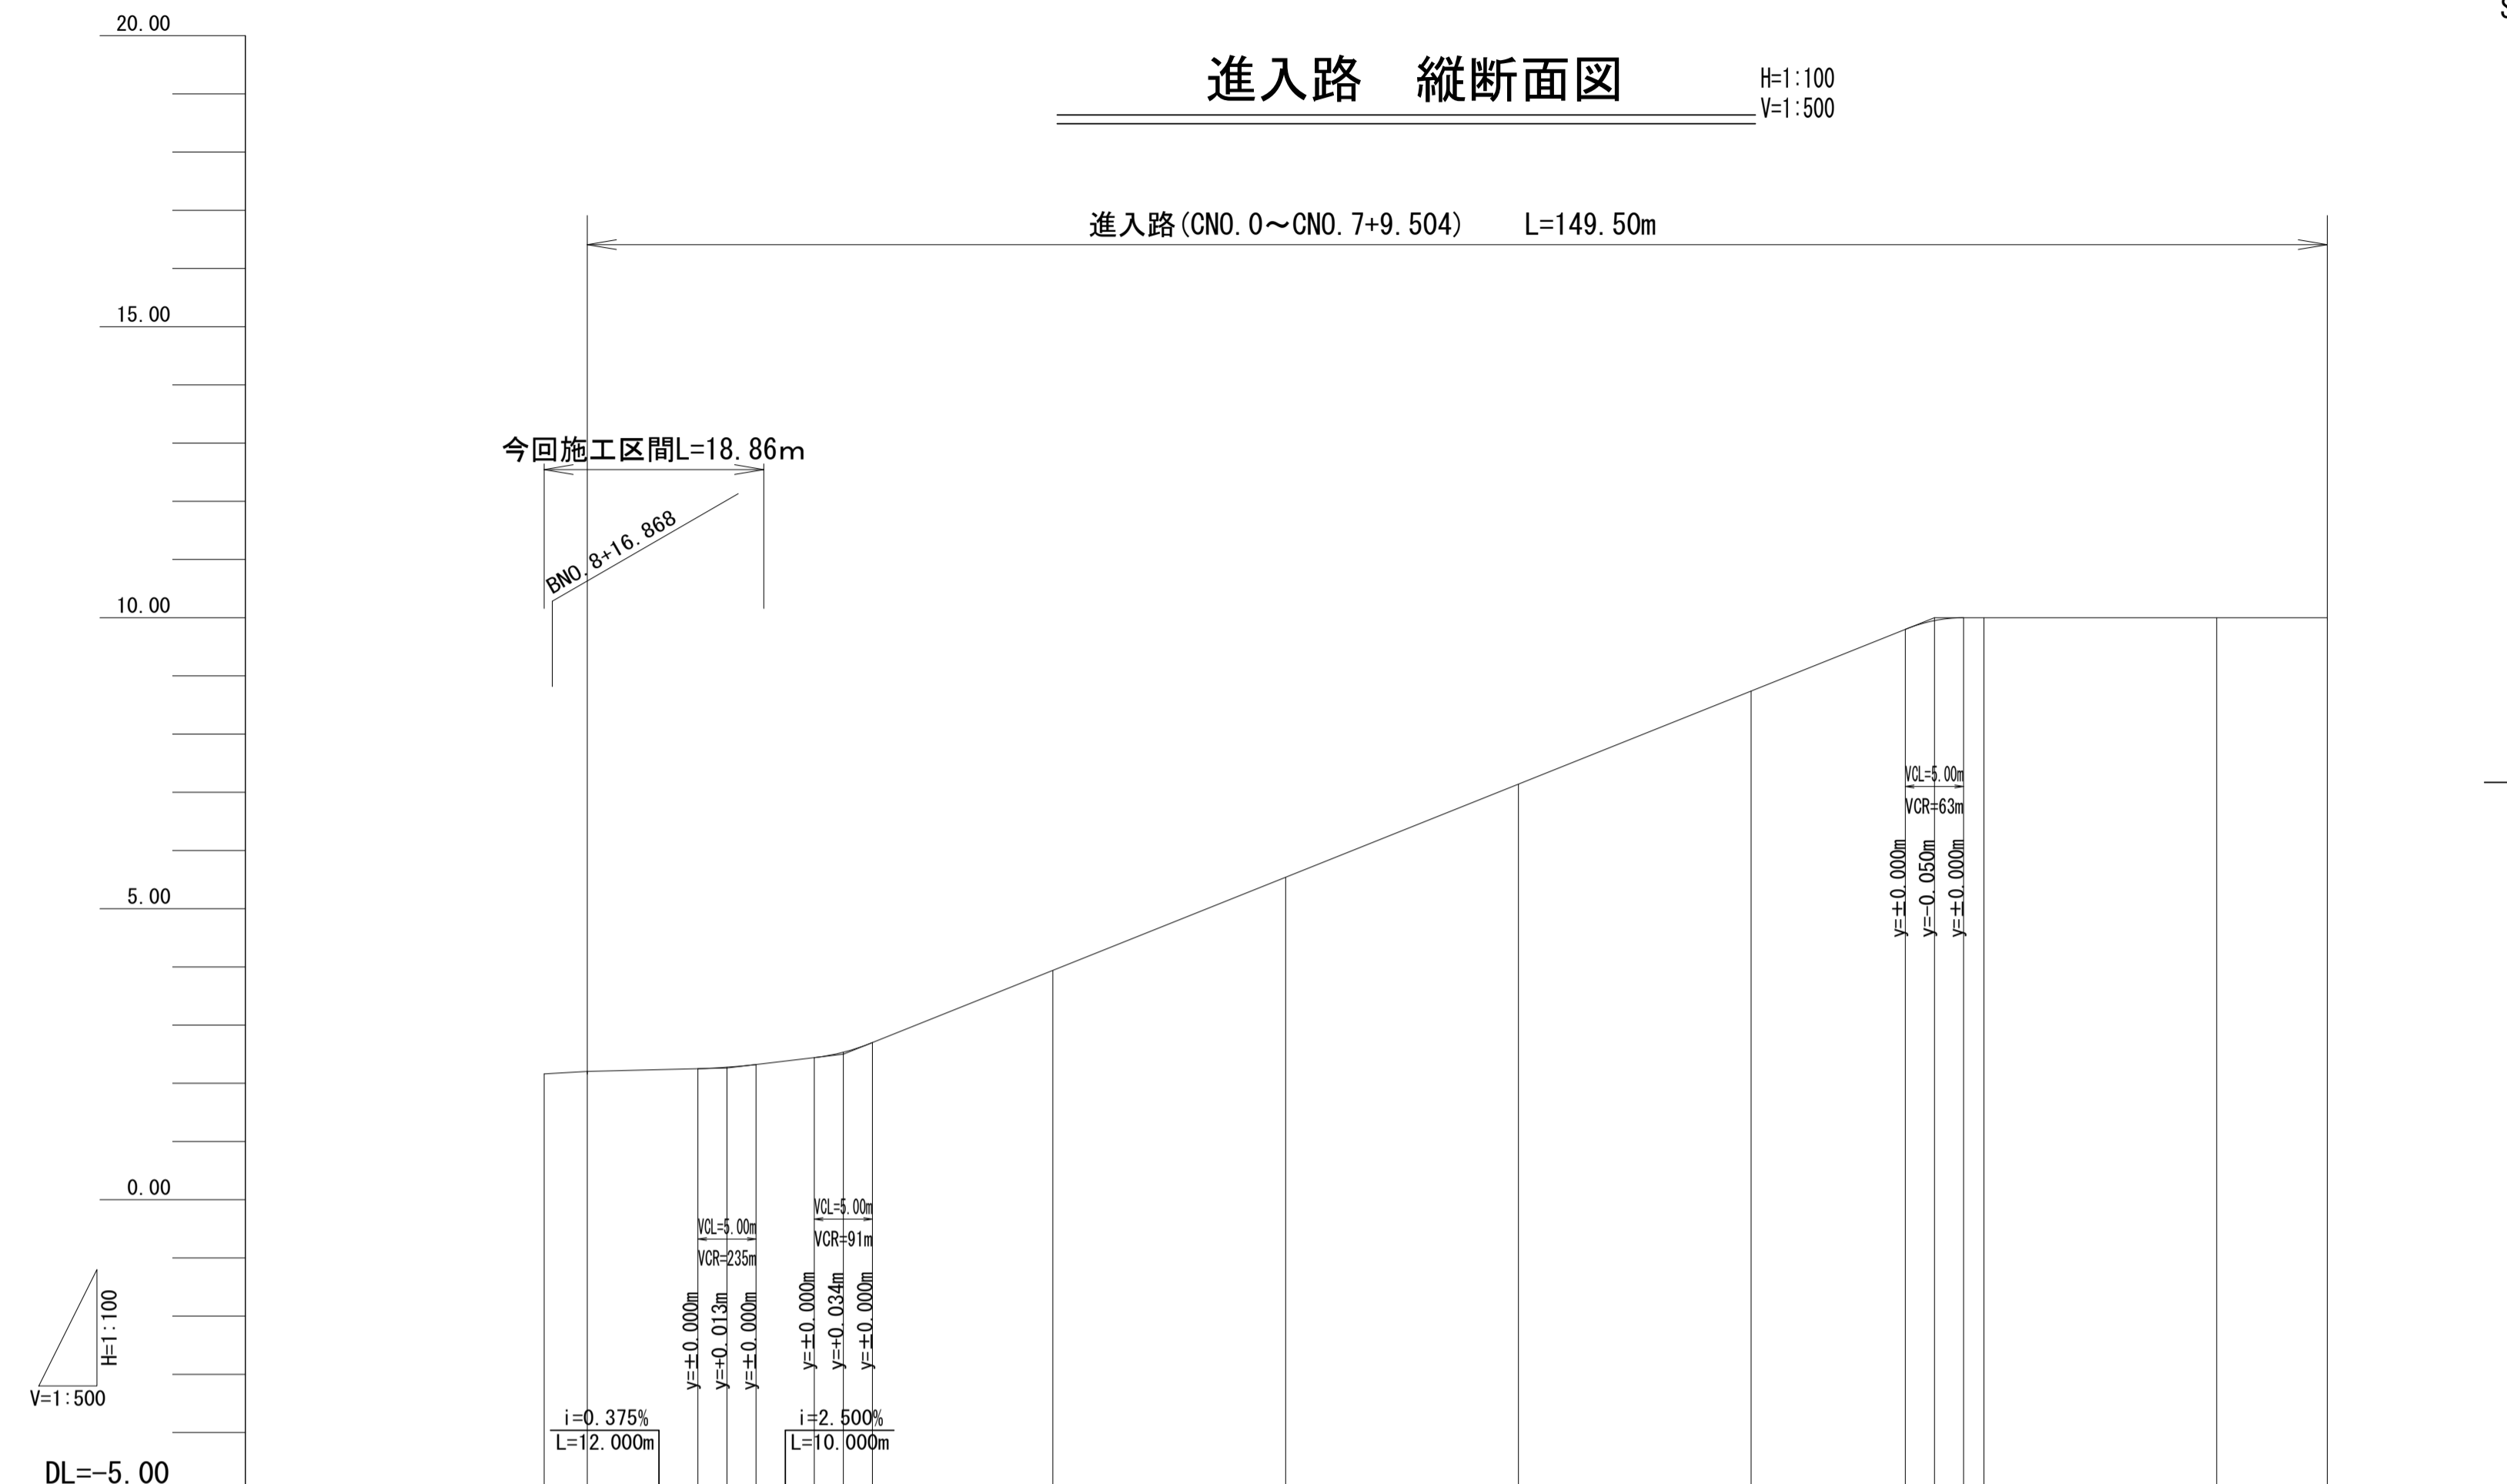 20.00
進入路 縦断面図
H=1:100
V=1:500
進入路(CNO.0～CNO.7+9.504) L=149.50m
15.00
今回施工区間L=18.86m
BNO.8+16.868
10.00
VCL=5.00m
VCR=63m
y=±0.000m
y=-0.050m
y=±0.000m
5.00
0.00
VCL=5.00m
VCR=235m
y=±0.000m
y=+0.013m
y=±0.000m
VCL=5.00m
VCR=91m
y=±0.000m
y=+0.034m
y=±0.000m
H=1:100
V=1:500
i=0.375%
L=12.000m
i=2.500%
L=10.000m
DL=-5.00